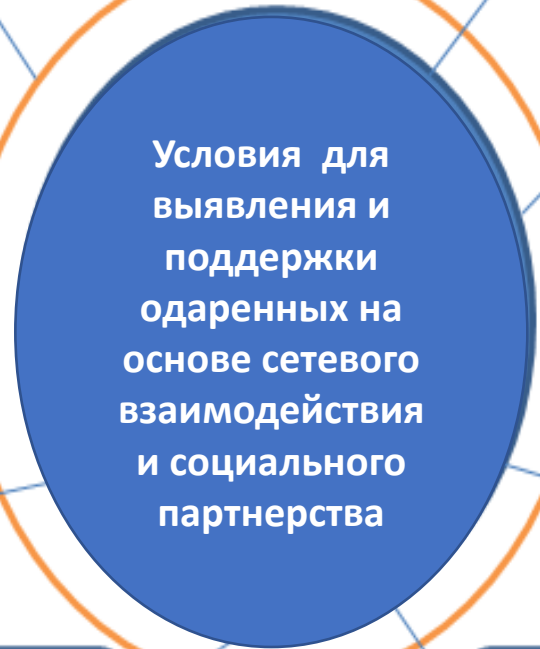 Условия для
выявления и
поддержки
одаренных на
основе сетевого
взаимодействия
и социального
партнерства